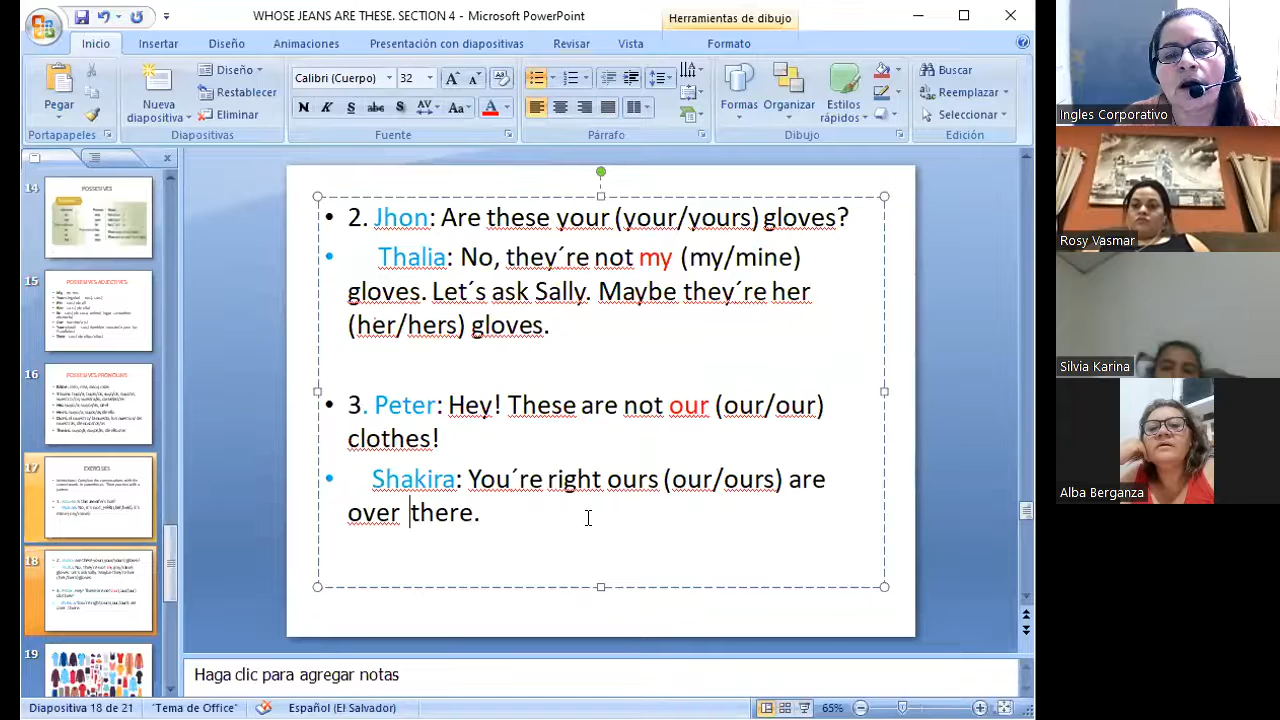 WHOSE JEANS ARE THESE. SECTION 4 - Microsoft PowerPoint
Herramientas de dibujo
Inicio Insertar Diseño Animaciones Presentación con diapositivas Revisar Vista Formato
Pegar
Nueva diapositiva
Diseño
Restablecer
Eliminar
Calibri (Cuerpo) 32
N K S abc S AV Aa A
Formas Organizar Estilos rápidos
Buscar
Reemplazar
Seleccionar
Portapapeles Diapositivas Fuente Párrafo Dibujo Edición
14
POSSESIVES
15
POSSESIVES ADJECTIVES
16
POSSESIVES PRONOUNS
17
EXERCISES
18
19
• 2. Jhon: Are these your (your/yours) gloves?
• Thalia: No, they´re not my (my/mine)
gloves. Let´s ask Sally. Maybe they´re her
(her/hers) gloves.
• 3. Peter: Hey! These are not our (our/our)
clothes!
• Shakira: You´re right ours (our/ours) are
over there.
Haga clic para agregar notas
Diapositiva 18 de 21 "Tema de Office" Español (El Salvador) 65%
Ingles Corporativo
Rosy Vasmar
Silvia Karina
Alba Berganza